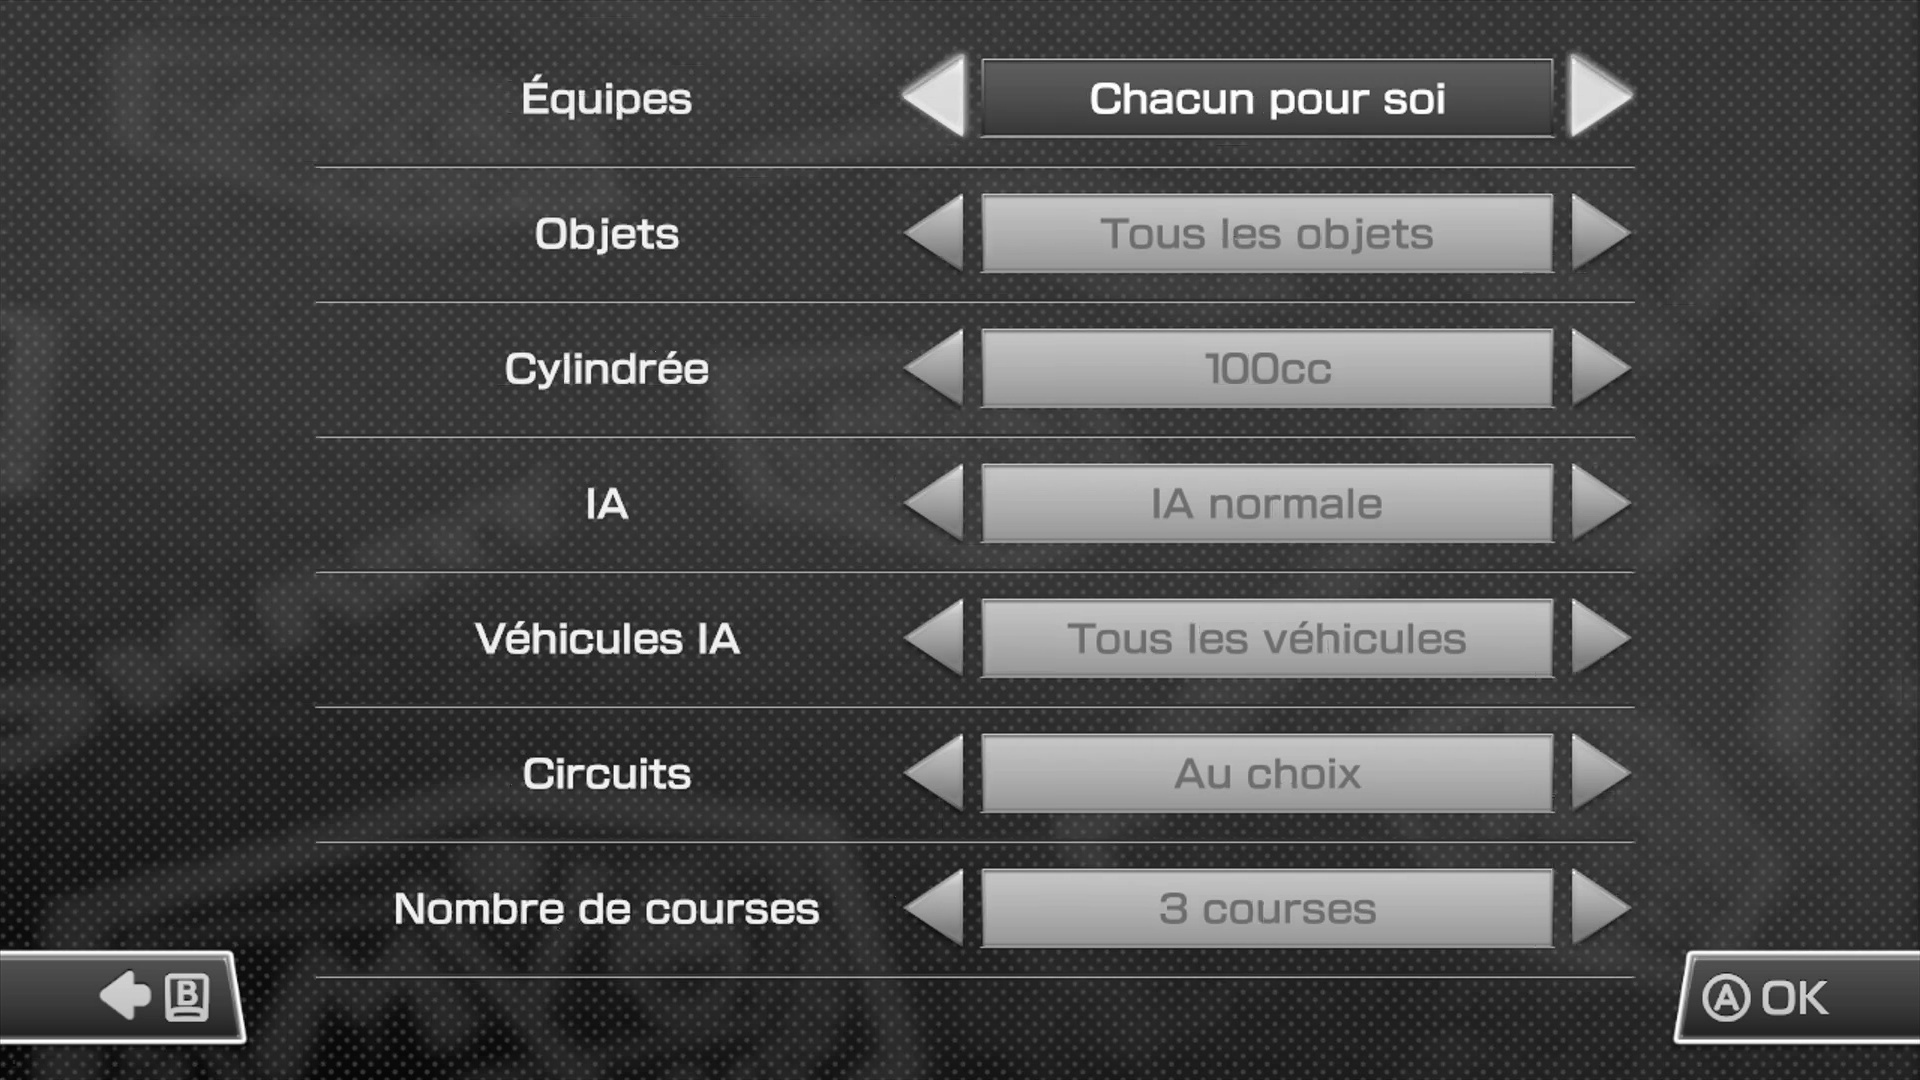 Équipes
Chacun pour soi
Objets
Tous les objets
Cylindrée
100cc
IA
IA normale
Véhicules IA
Tous les véhicules
Circuits
Au choix
Nombre de courses
3 courses
B
A OK